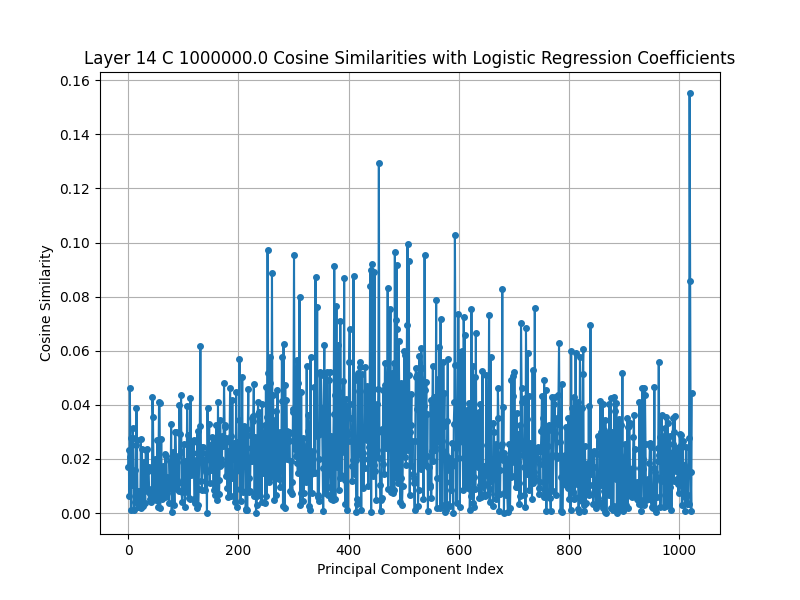 Layer 14 C 1000000.0 Cosine Similarities with Logistic Regression Coefficients
0.16
0.14
0.12
0.10
0.08
0.06
0.04
0.02
0.00
Cosine Similarity
0 200 400 600 800 1000
Principal Component Index